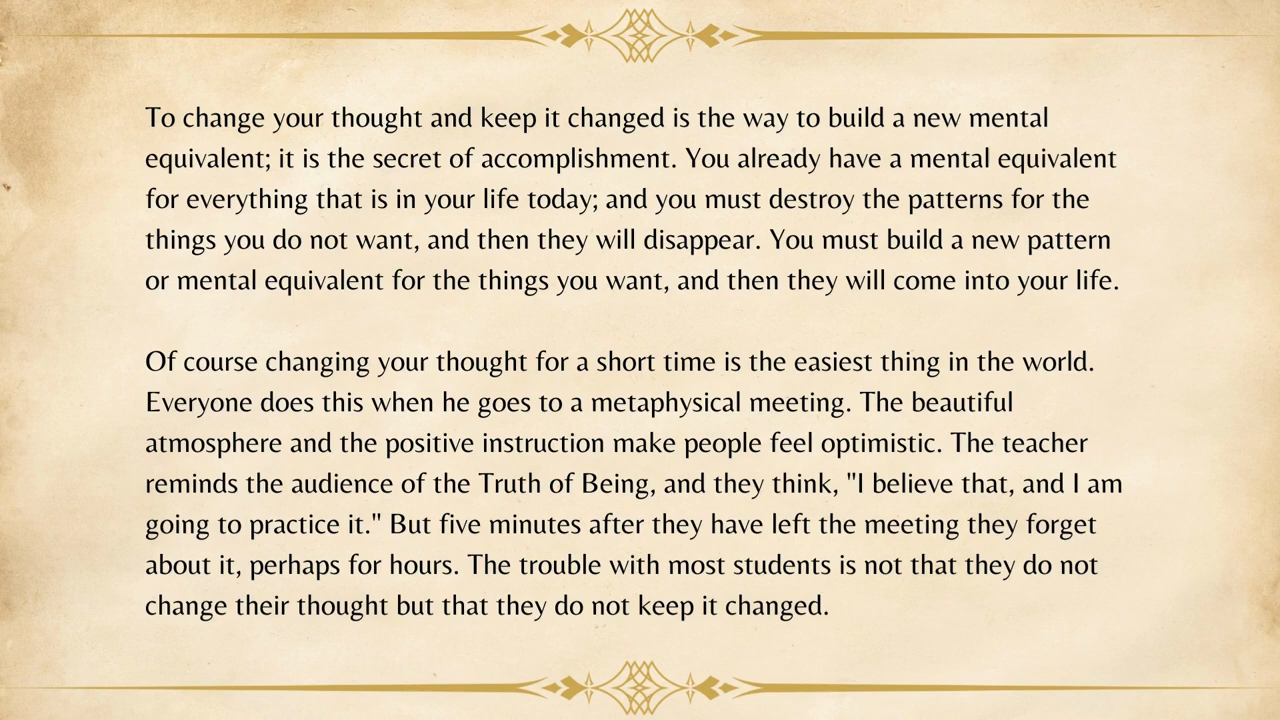 To change your thought and keep it changed is the way to build a new mental
equivalent; it is the secret of accomplishment. You already have a mental equivalent
for everything that is in your life today; and you must destroy the patterns for the
things you do not want, and then they will disappear. You must build a new pattern
or mental equivalent for the things you want, and then they will come into your life.
Of course changing your thought for a short time is the easiest thing in the world.
Everyone does this when he goes to a metaphysical meeting. The beautiful
atmosphere and the positive instruction make people feel optimistic. The teacher
reminds the audience of the Truth of Being, and they think, "I believe that, and I am
going to practice it." But five minutes after they have left the meeting they forget
about it, perhaps for hours. The trouble with most students is not that they do not
change their thought but that they do not keep it changed.